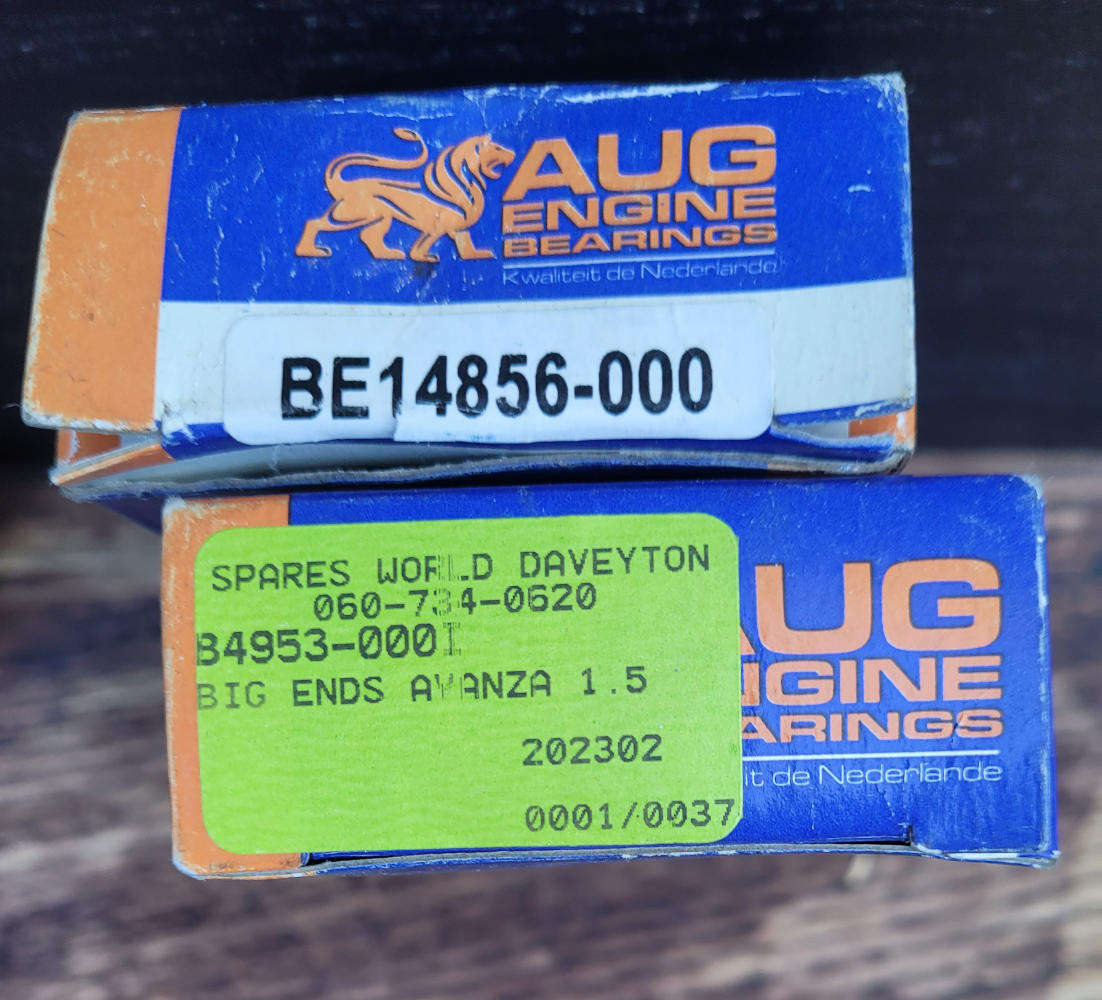 AUG
ENGINE
BEARINGS
Kwaliteit de Nederlande
BE14856-000
SPARES WORLD DAVEYTON
060-734-0620
B4953-000I
BIG ENDS AVANZA 1.5
202302
0001/0037
AUG
NGINE
ARINGS
it de Nederlande